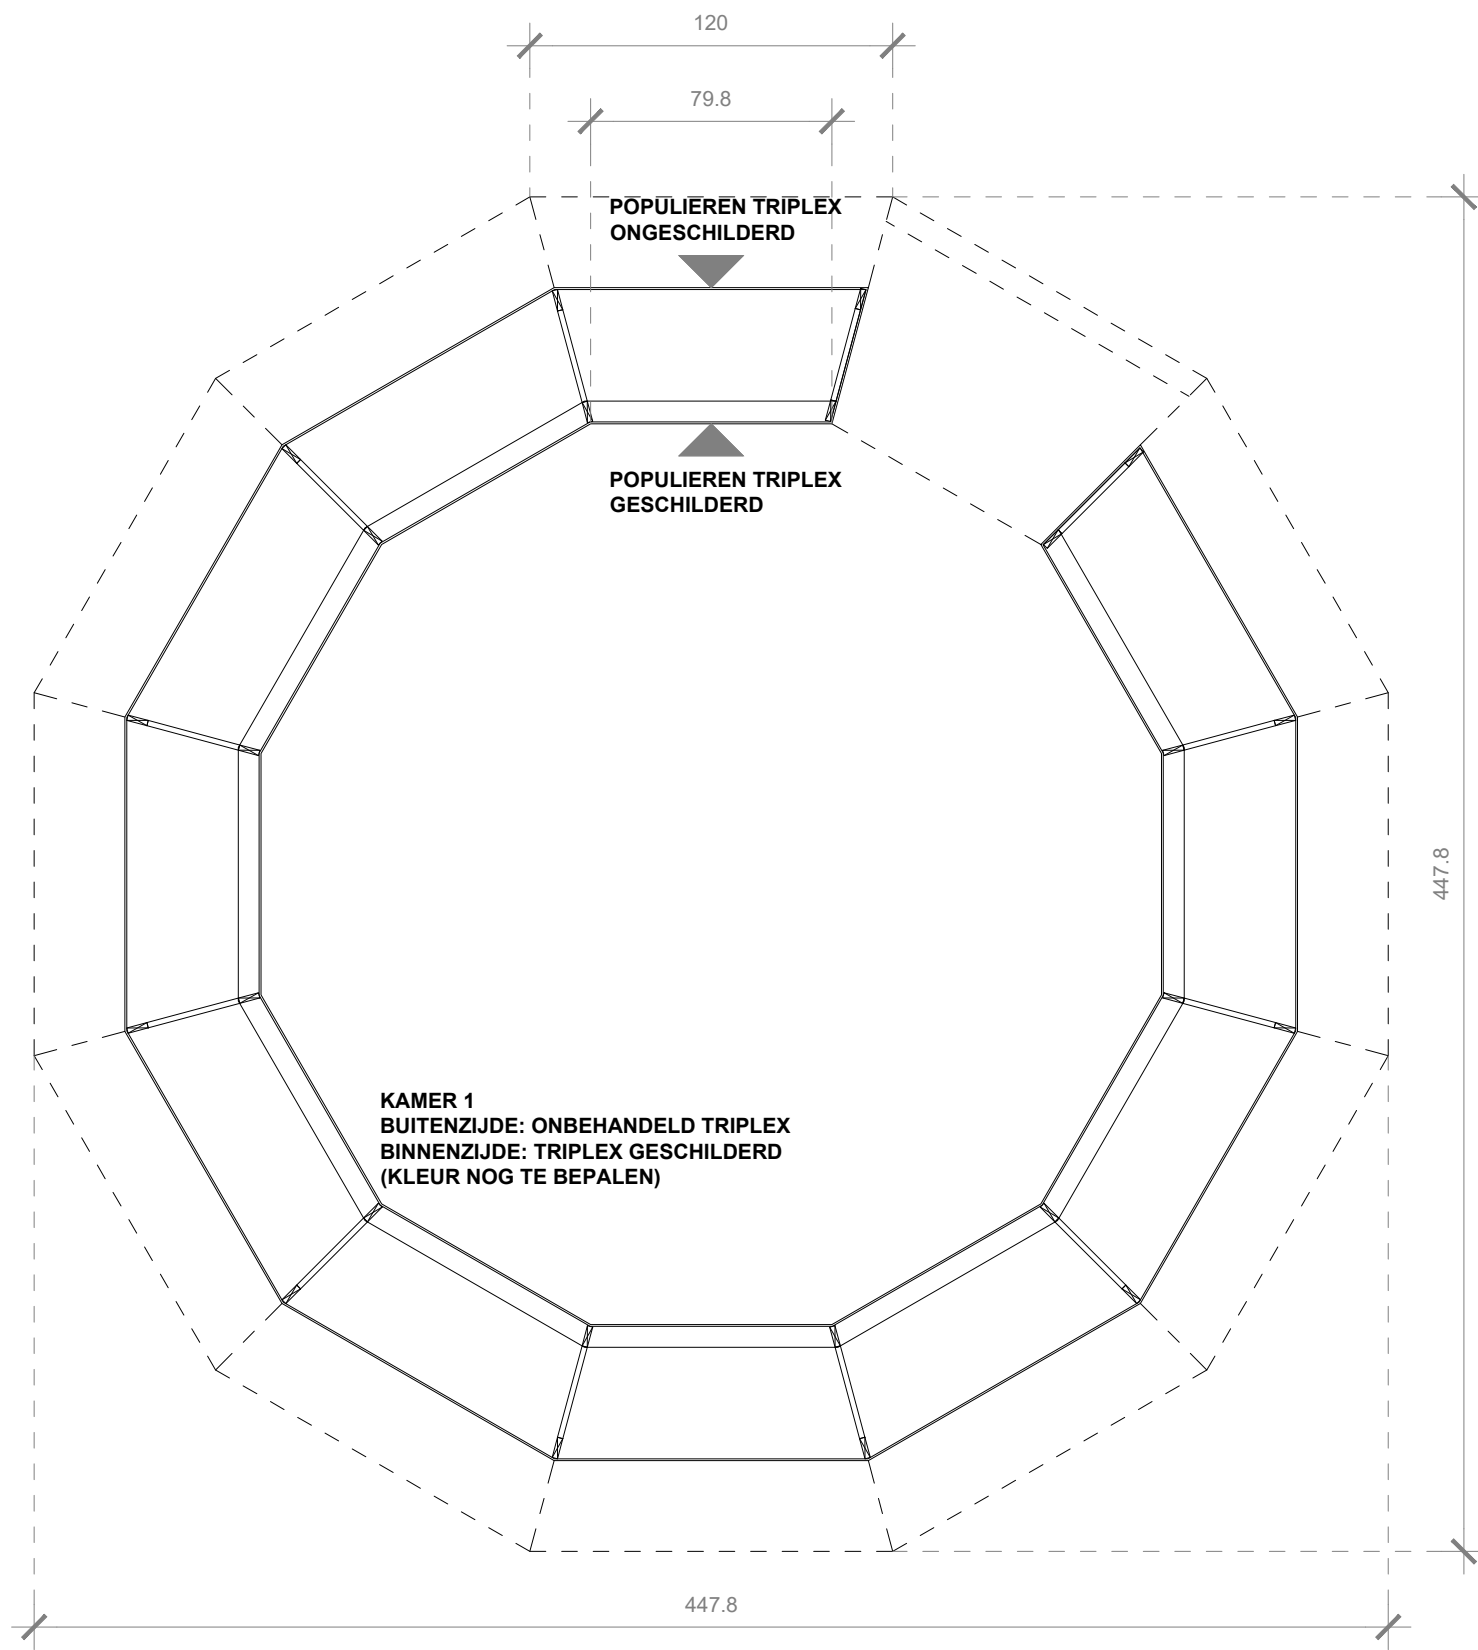 120
79.8
POPULIEREN TRIPLEX
ONGESCHILDERD
POPULIEREN TRIPLEX
GESCHILDERD
447.8
KAMER 1
BUITENZIJDE: ONBEHANDELD TRIPLEX
BINNENZIJDE: TRIPLEX GESCHILDERD
(KLEUR NOG TE BEPALEN)
447.8